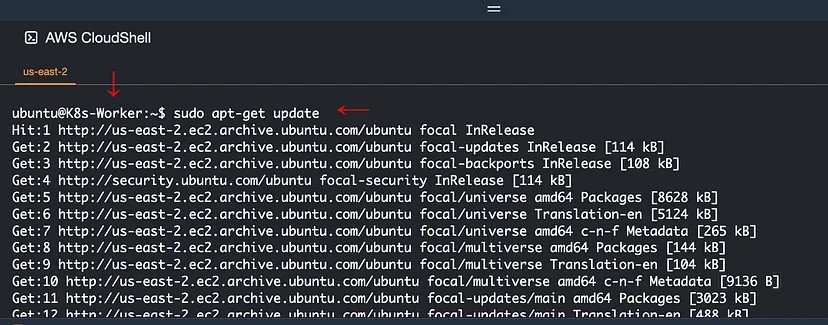 AWS CloudShell
us-east-2
ubuntu@K8s-Worker:~$ sudo apt-get update
Hit:1 http://us-east-2.ec2.archive.ubuntu.com/ubuntu focal InRelease
Get:2 http://us-east-2.ec2.archive.ubuntu.com/ubuntu focal-updates InRelease [114 kB]
Get:3 http://us-east-2.ec2.archive.ubuntu.com/ubuntu focal-backports InRelease [108 kB]
Get:4 http://security.ubuntu.com/ubuntu focal-security InRelease [114 kB]
Get:5 http://us-east-2.ec2.archive.ubuntu.com/ubuntu focal/universe amd64 Packages [8628 kB]
Get:6 http://us-east-2.ec2.archive.ubuntu.com/ubuntu focal/universe Translation-en [5124 kB]
Get:7 http://us-east-2.ec2.archive.ubuntu.com/ubuntu focal/universe amd64 c-n-f Metadata [265 kB]
Get:8 http://us-east-2.ec2.archive.ubuntu.com/ubuntu focal/multiverse amd64 Packages [144 kB]
Get:9 http://us-east-2.ec2.archive.ubuntu.com/ubuntu focal/multiverse Translation-en [104 kB]
Get:10 http://us-east-2.ec2.archive.ubuntu.com/ubuntu focal/multiverse amd64 c-n-f Metadata [9136 B]
Get:11 http://us-east-2.ec2.archive.ubuntu.com/ubuntu focal-updates/main amd64 Packages [3023 kB]
Get:12 http://us-east-2.ec2.archive.ubuntu.com/ubuntu focal-updates/main Translation-en [488 kB]